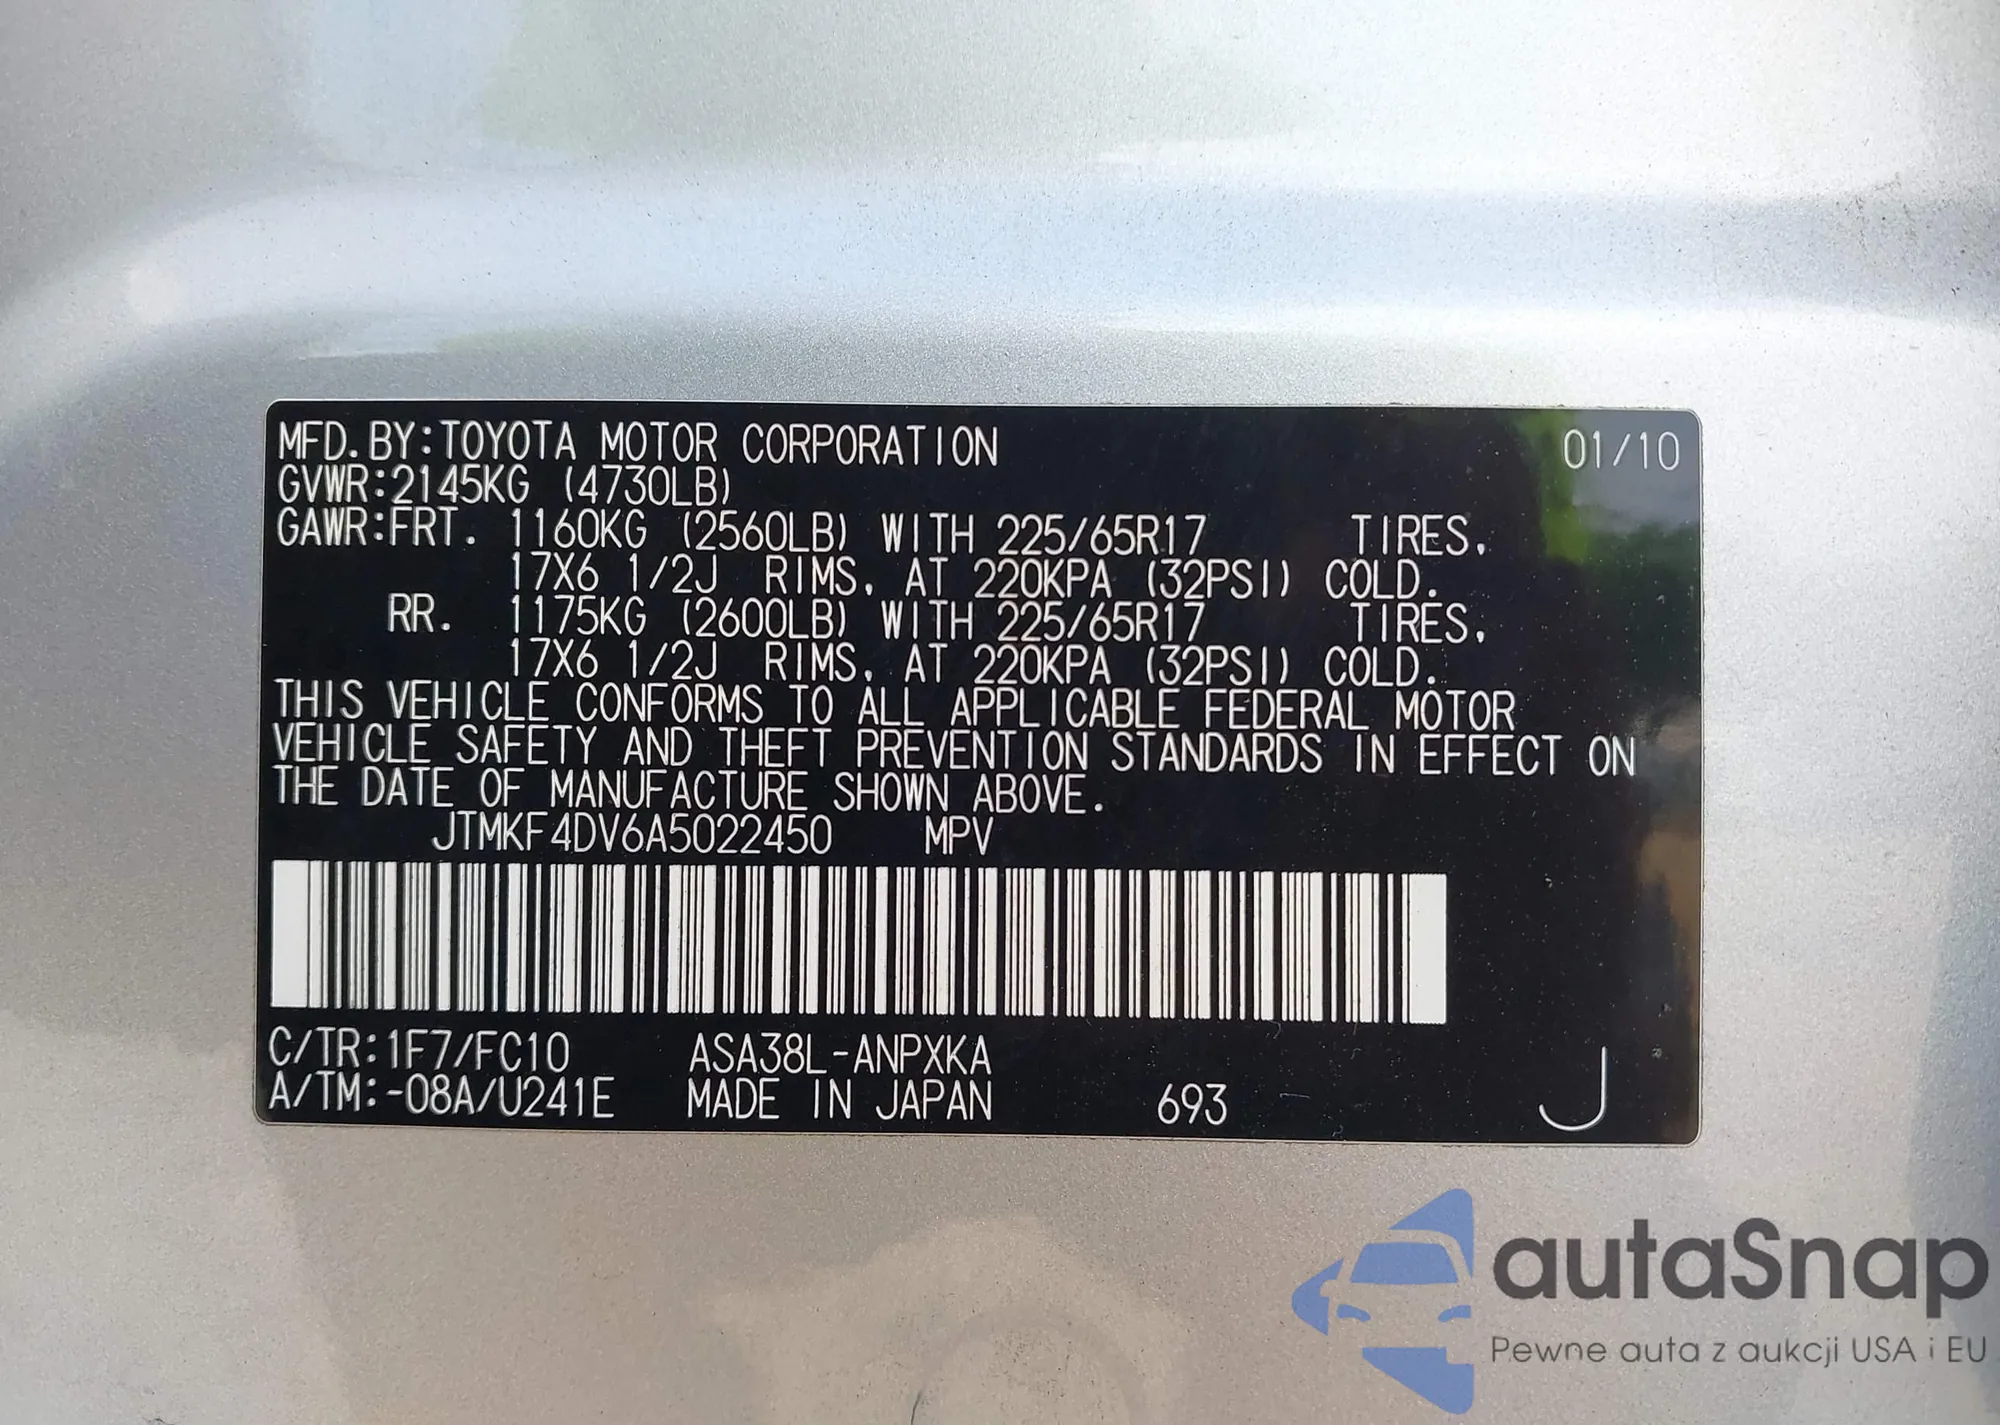 MFD.BY:TOYOTA MOTOR CORPORATION 01/10
GVWR:2145KG (4730LB)
GAWR:FRT. 1160KG (2560LB) WITH 225/65R17 TIRES,
17X6 1/2J RIMS, AT 220KPA (32PSI) COLD.
RR. 1175KG (2600LB) WITH 225/65R17 TIRES,
17X6 1/2J RIMS, AT 220KPA (32PSI) COLD.
THIS VEHICLE CONFORMS TO ALL APPLICABLE FEDERAL MOTOR
VEHICLE SAFETY AND THEFT PREVENTION STANDARDS IN EFFECT ON
THE DATE OF MANUFACTURE SHOWN ABOVE.
JTMKF4DV6A5022450 MPV
C/TR:1F7/FC10 ASA38L-ANPXKA
A/TM:-08A/U241E MADE IN JAPAN 693 J
autaSnap
Pewne auta z aukcji USA i EU